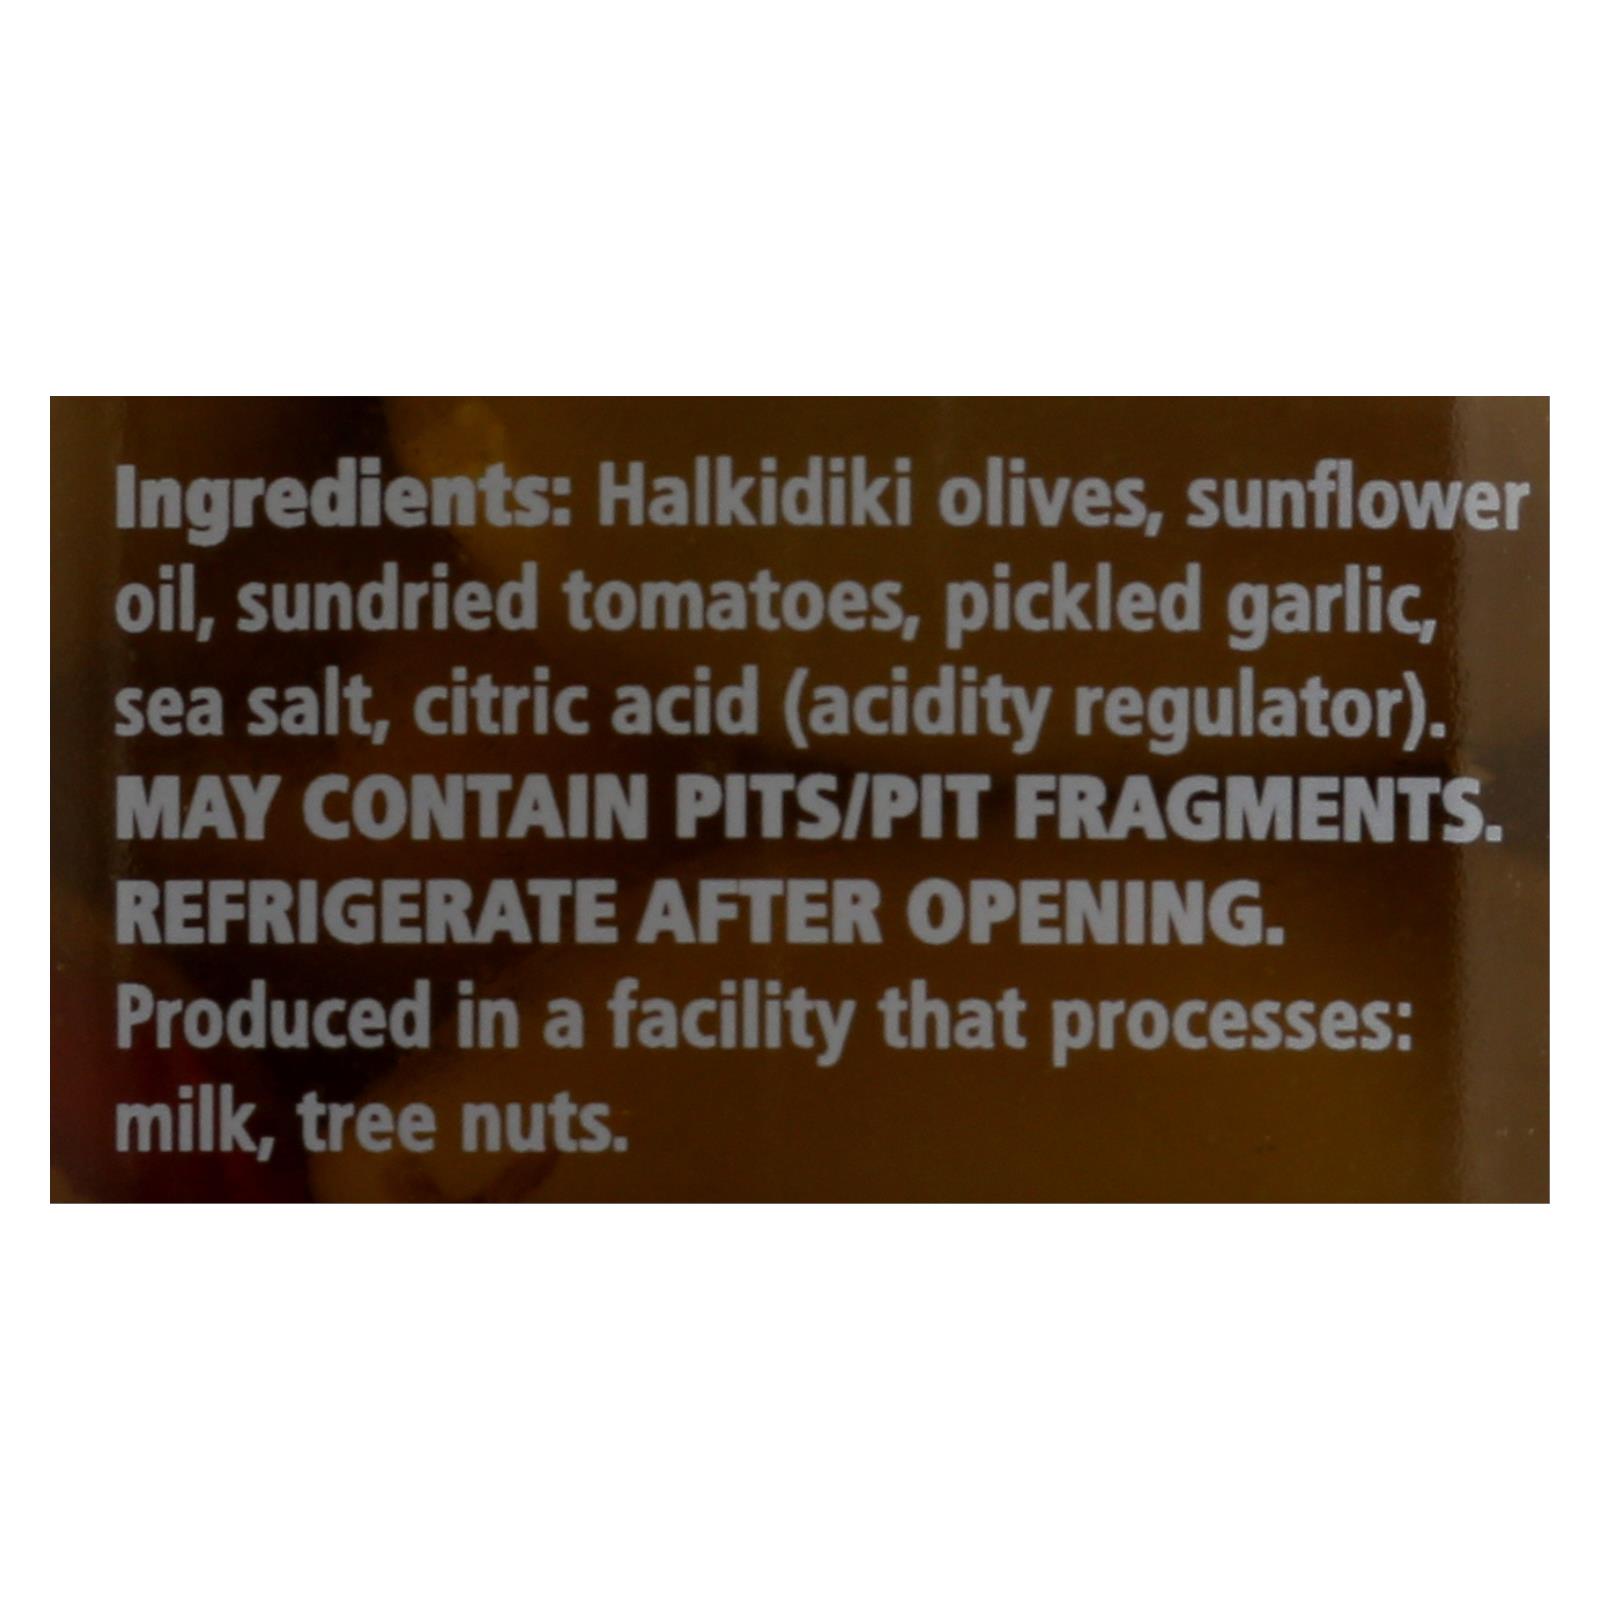 Ingredients: Halkidiki olives, sunflower
oil, sundried tomatoes, pickled garlic,
sea salt, citric acid (acidity regulator).
MAY CONTAIN PITS/PIT FRAGMENTS.
REFRIGERATE AFTER OPENING.
Produced in a facility that processes:
milk, tree nuts.